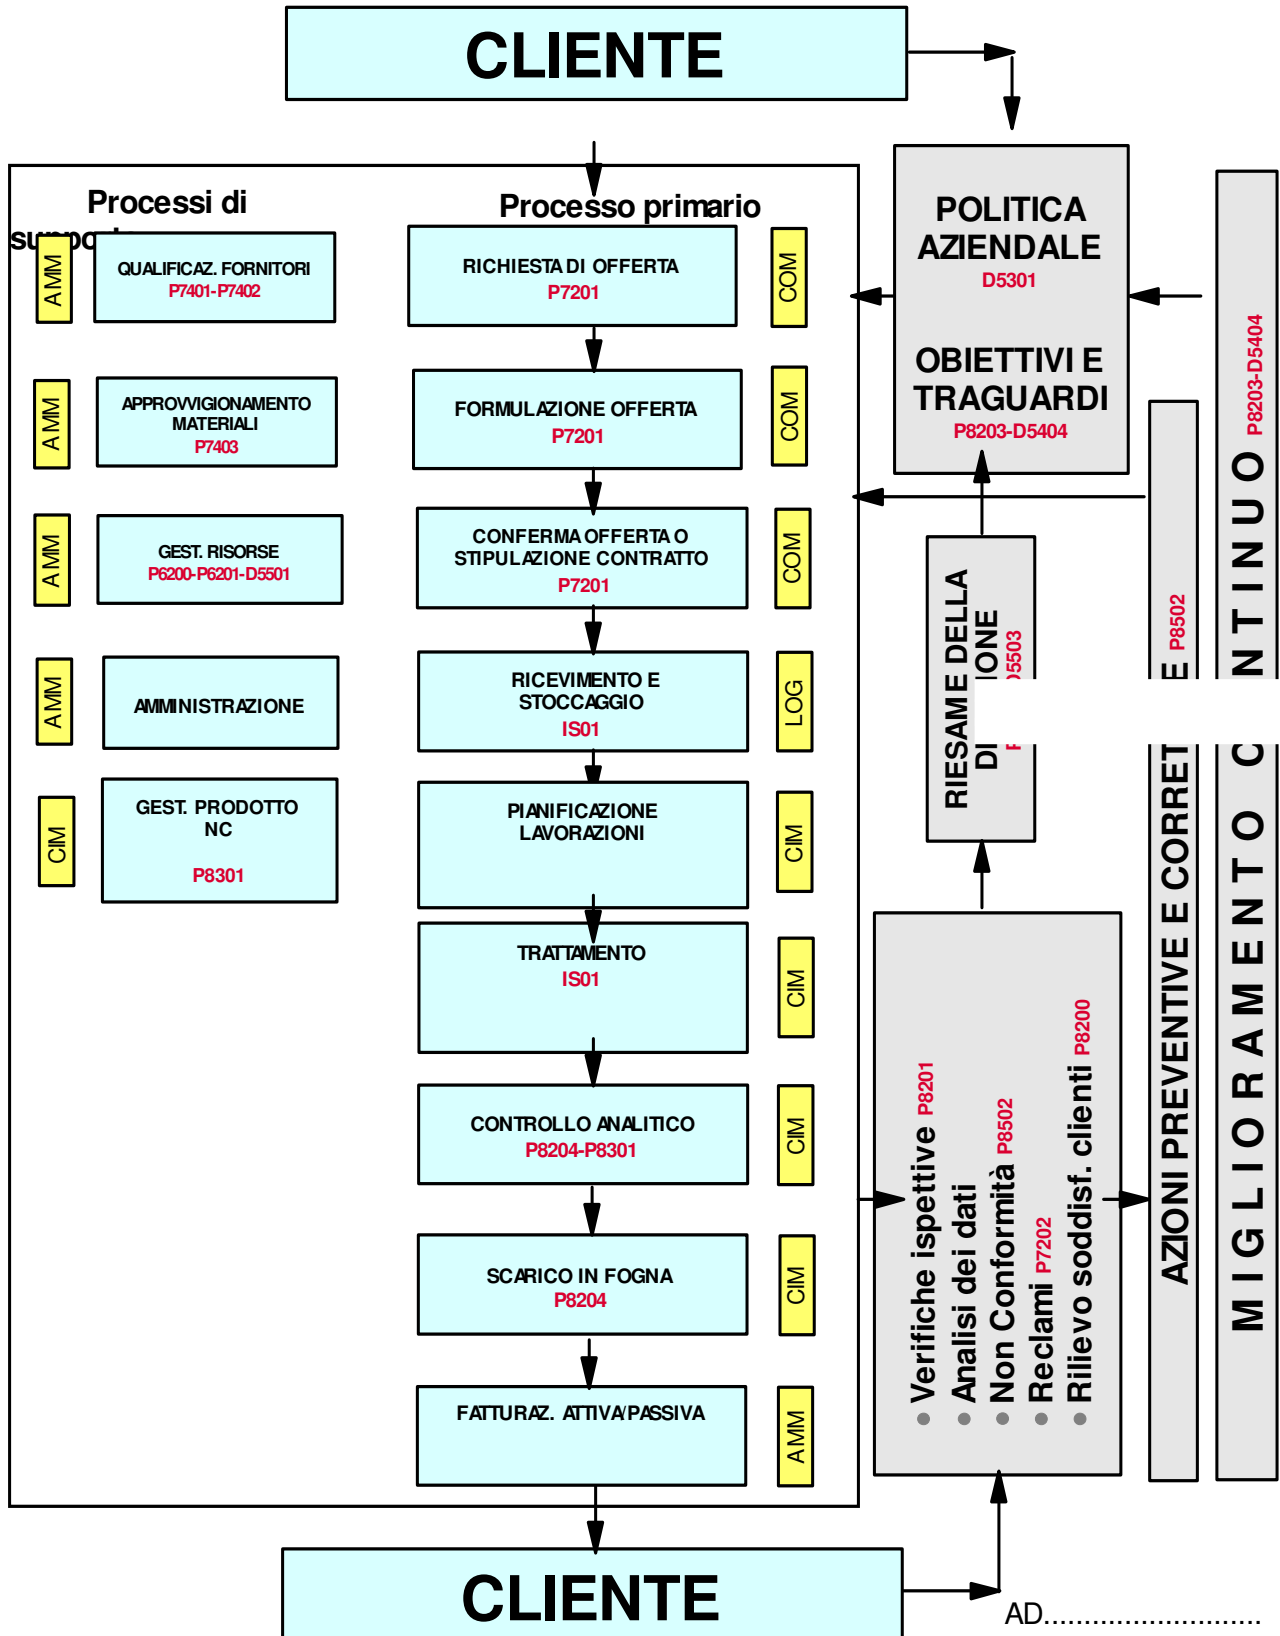 CLIENTE
Processi di
supporto
Processo primario
AMM
QUALIFICAZ. FORNITORI
P7401-P7402
RICHIESTA DI OFFERTA
P7201
COM
AMM
APPROVVIGIONAMENTO
MATERIALI
P7403
FORMULAZIONE OFFERTA
P7201
COM
AMM
GEST. RISORSE
P6200-P6201-D5501
CONFERMA OFFERTA O
STIPULAZIONE CONTRATTO
P7201
COM
AMM
AMMINISTRAZIONE
RICEVIMENTO E
STOCCAGGIO
IS01
LOG
CIM
GEST. PRODOTTO
NC
P8301
PIANIFICAZIONE
LAVORAZIONI
CIM
TRATTAMENTO
IS01
CIM
CONTROLLO ANALITICO
P8204-P8301
CIM
SCARICO IN FOGNA
P8204
CIM
FATTURAZ. ATTIVA/PASSIVA
AMM
POLITICA
AZIENDALE
D5301
OBIETTIVI E
TRAGUARDI
P8203-D5404
RIESAME DELLA
D5503
Verifiche ispettive P8201
Analisi dei dati
Non Conformità P8502
Reclami P7202
Rilievo soddisf. clienti P8200
AZIONI PREVENTIVE E P8502
MIGLIORAMENTO P8203-D5404
CLIENTE
AD...........................